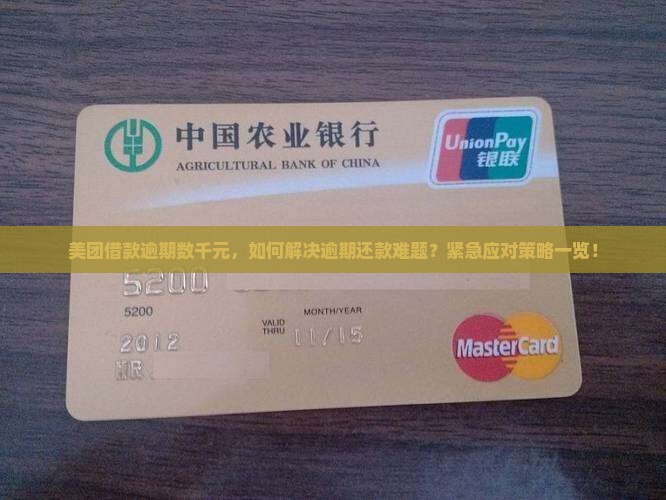 中国农业银行
AGRICULTURAL BANK OF CHINA
UnionPay
银联
美团借款逾期数千元，如何解决逾期还款难题？紧急应对策略一览！
5200
5200
MONTH/YEAR
VALID
THRU
11/15
2012
MR
MasterCard